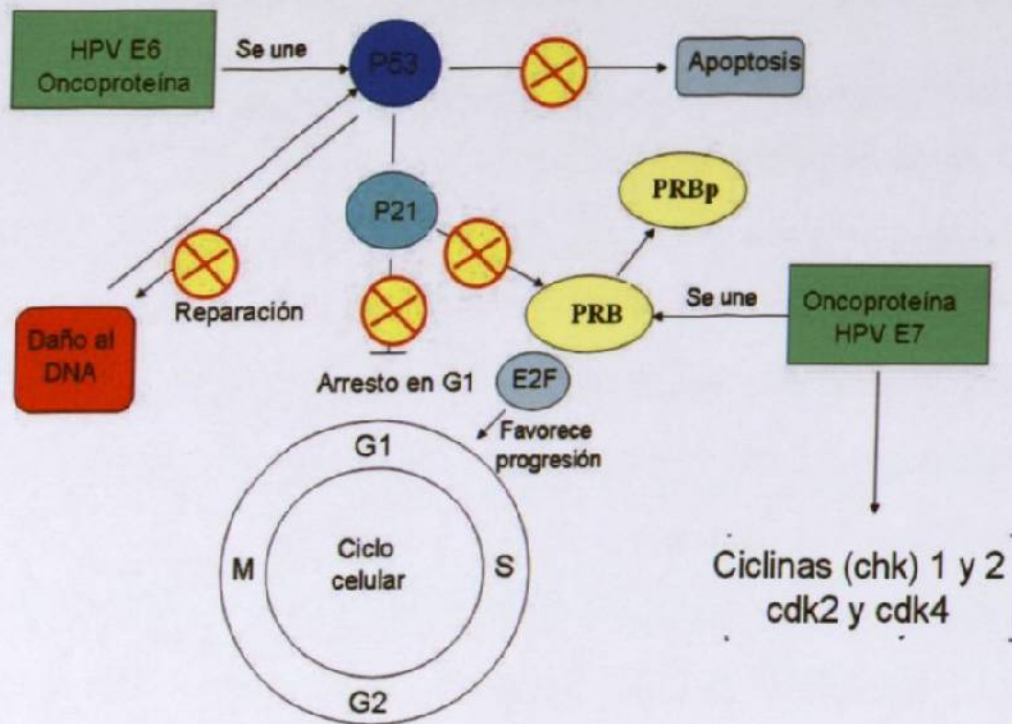 HPV E6
Oncoproteína
Se une
P53
Apoptosis
P21
PRBp
Reparación
PRB
Se une
Oncoproteína
HPV E7
Daño al
DNA
Arresto en G1
E2F
Favorece
progresión
G1
M
Ciclo
celular
S
G2
Ciclinas (chk) 1 y 2
cdk2 y cdk4